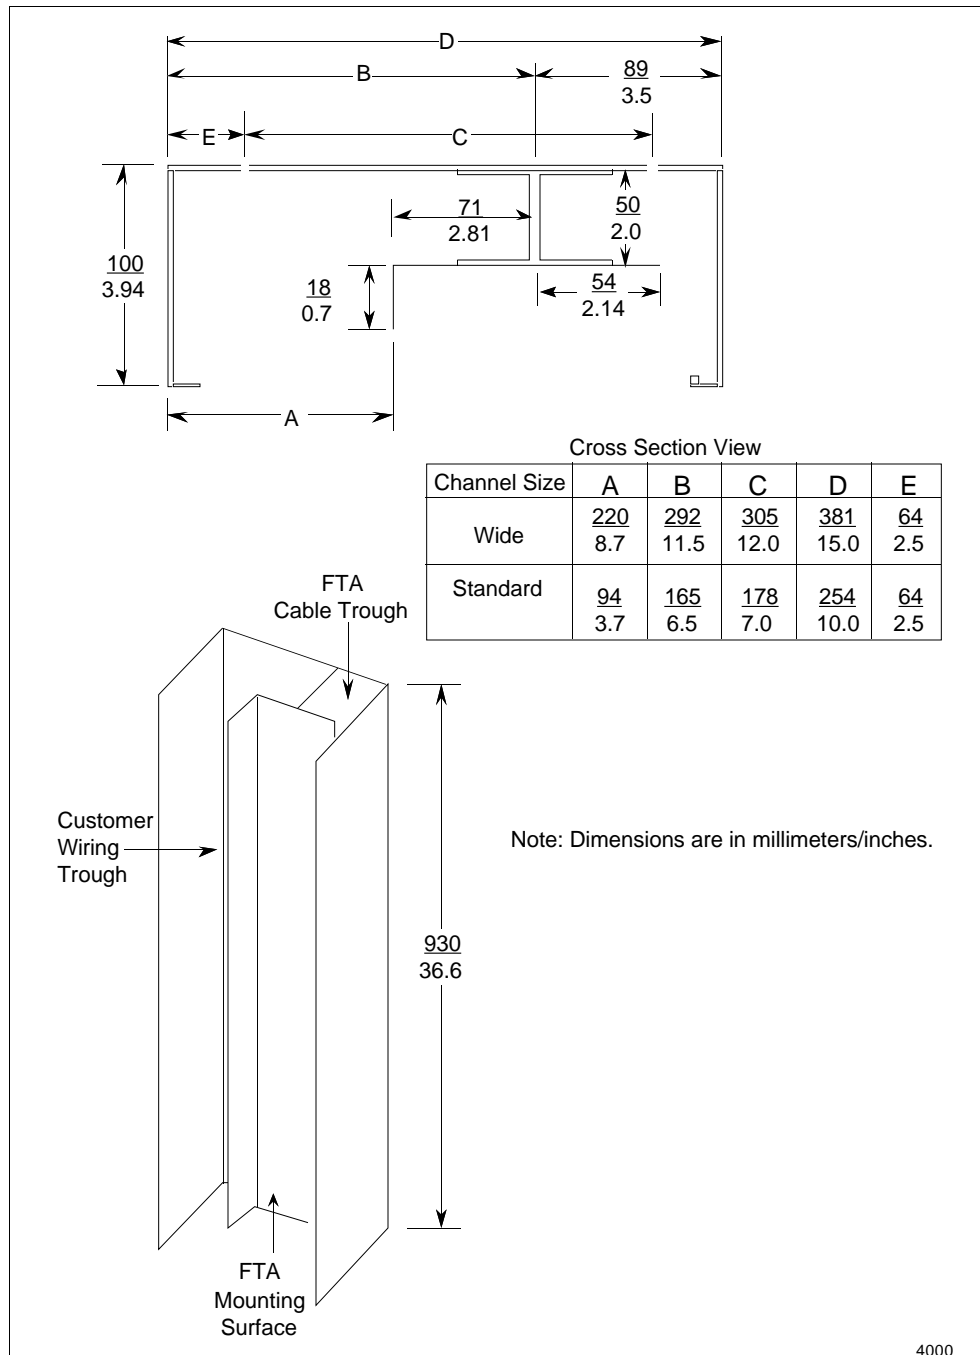 D
B
89
3.5
E
C
71
2.81
50
2.0
100
3.94
18
0.7
54
2.14
A
Cross Section View
Channel Size A B C D E
Wide
220 292 305 381 64
8.7 11.5 12.0 15.0 2.5
Standard
94 165 178 254 64
3.7 6.5 7.0 10.0 2.5
FTA
Cable Trough
Customer
Wiring
Trough
Note: Dimensions are in millimeters/inches.
930
36.6
FTA
Mounting
Surface
4000